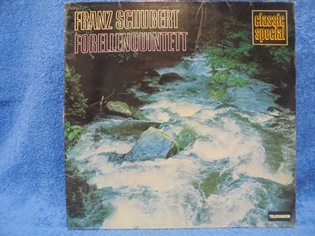 FRANZ SCHUBERT
FORELLENQUINTETT
classic
special
TELEFUNKEN